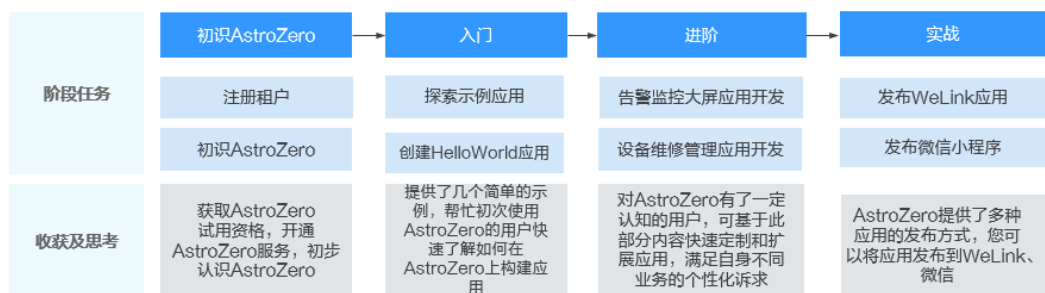 初识AstroZero
入门
进阶
实战
阶段任务
注册租户
探索示例应用
告警监控大屏应用开发
发布WeLink应用
初识AstroZero
创建HelloWorld应用
设备维修管理应用开发
发布微信小程序
收获及思考
获取AstroZero
试用资格，开通
AstroZero服务，初步
认识AstroZero
提供了几个简单的示
例，帮忙初次使用
AstroZero的用户快
速了解如何在
AstroZero上构建应
用
对AstroZero有了一定
认知的用户，可基于此
部分内容快速定制和扩
展应用，满足自身不同
业务的个性化诉求
AstroZero提供了多种
应用的发布方式，您可
以将应用发布到WeLink、
微信